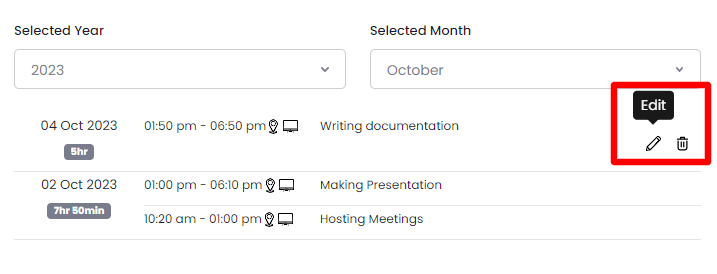 Selected Year Selected Month
2023 October
Edit
04 Oct 2023 01:50 pm - 06:50 pm Writing documentation
5hr
02 Oct 2023 01:00 pm - 06:10 pm Making Presentation
7hr 50min
10:20 am - 01:00 pm Hosting Meetings